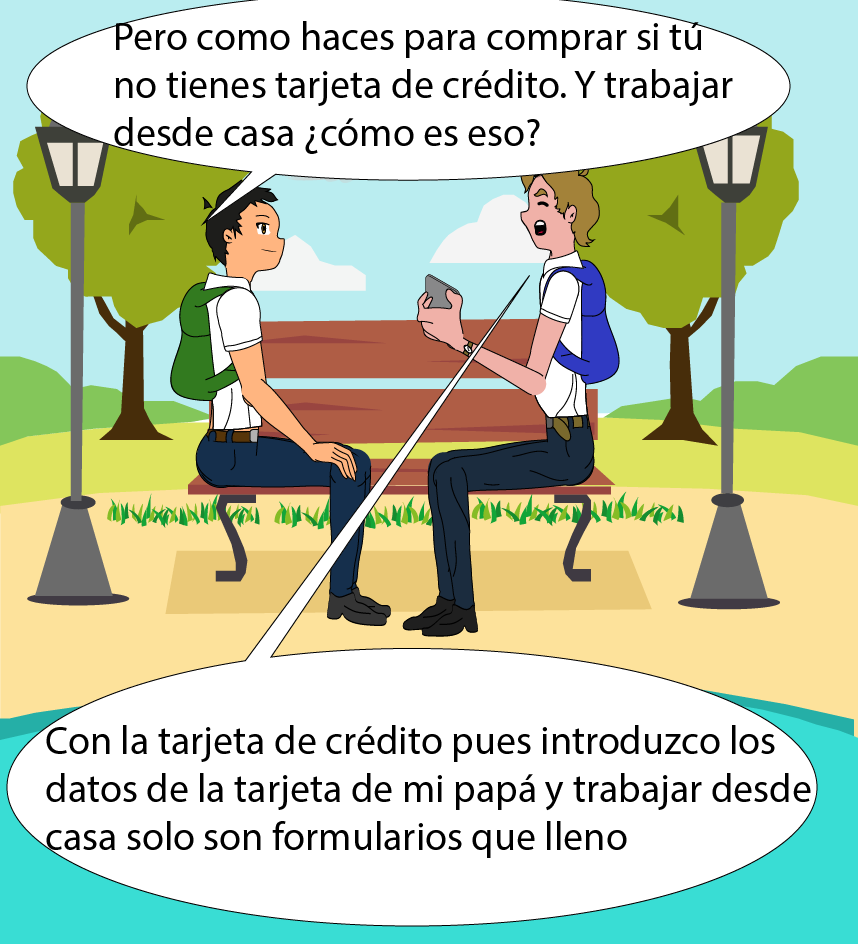 Pero como haces para comprar si tú
no tienes tarjeta de crédito. Y trabajar
desde casa ¿cómo es eso?
Con la tarjeta de crédito pues introduzco los
datos de la tarjeta de mi papá y trabajar desde
casa solo son formularios que lleno